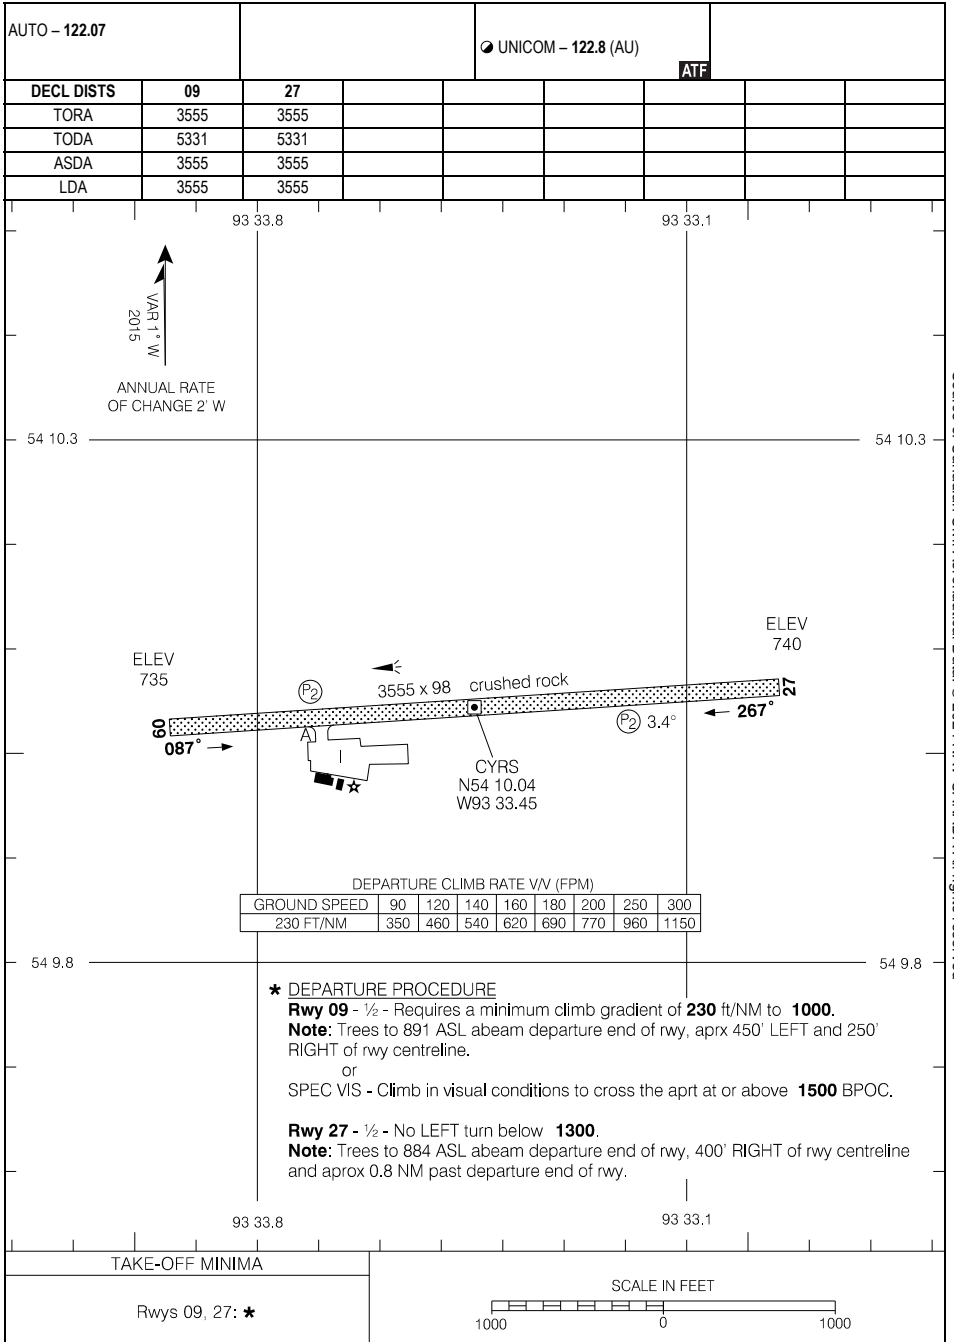 AUTO – 122.07
UNICOM – 122.8 (AU)
ATF
DECL DISTS 09 27
TORA 3555 3555
TODA 5331 5331
ASDA 3555 3555
LDA 3555 3555
93 33.8 93 33.1
VAR 1° W
2015
ANNUAL RATE
OF CHANGE 2' W
54 10.3 54 10.3
ELEV
740
ELEV
735
P2
3555 x 98 crushed rock
27
09
087°
P2 3.4°
267°
A
I
CYRS
N54 10.04
W93 33.45
DEPARTURE CLIMB RATE V/V (FPM)
GROUND SPEED 90 120 140 160 180 200 250 300
230 FT/NM 350 460 540 620 690 770 960 1150
54 9.8 54 9.8
* DEPARTURE PROCEDURE
Rwy 09 - ½ - Requires a minimum climb gradient of 230 ft/NM to 1000.
Note: Trees to 891 ASL abeam departure end of rwy, aprx 450' LEFT and 250'
RIGHT of rwy centreline.
or
SPEC VIS - Climb in visual conditions to cross the aprt at or above 1500 BPOC.
Rwy 27 - ½ - No LEFT turn below 1300.
Note: Trees to 884 ASL abeam departure end of rwy, 400' RIGHT of rwy centreline
and aprox 0.8 NM past departure end of rwy.
93 33.8 93 33.1
TAKE-OFF MINIMA
Rwys 09, 27: *
SCALE IN FEET
1000 0 1000